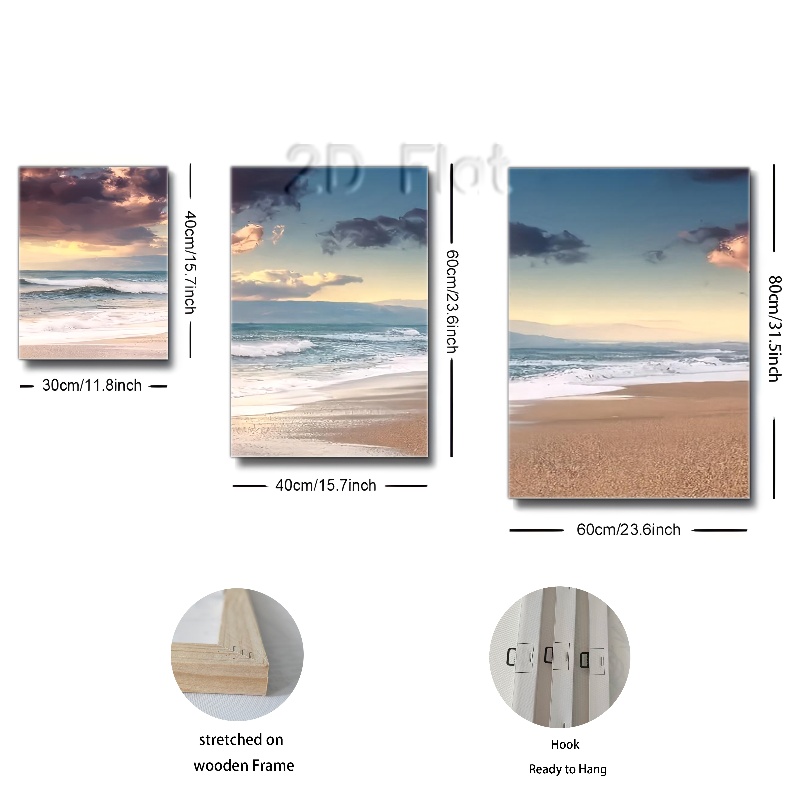 2D Flat
40cm/15.7inch
30cm/11.8inch
60cm/23.6inch
40cm/15.7inch
80cm/31.5inch
60cm/23.6inch
stretched on
wooden Frame
Hook
Ready to Hang